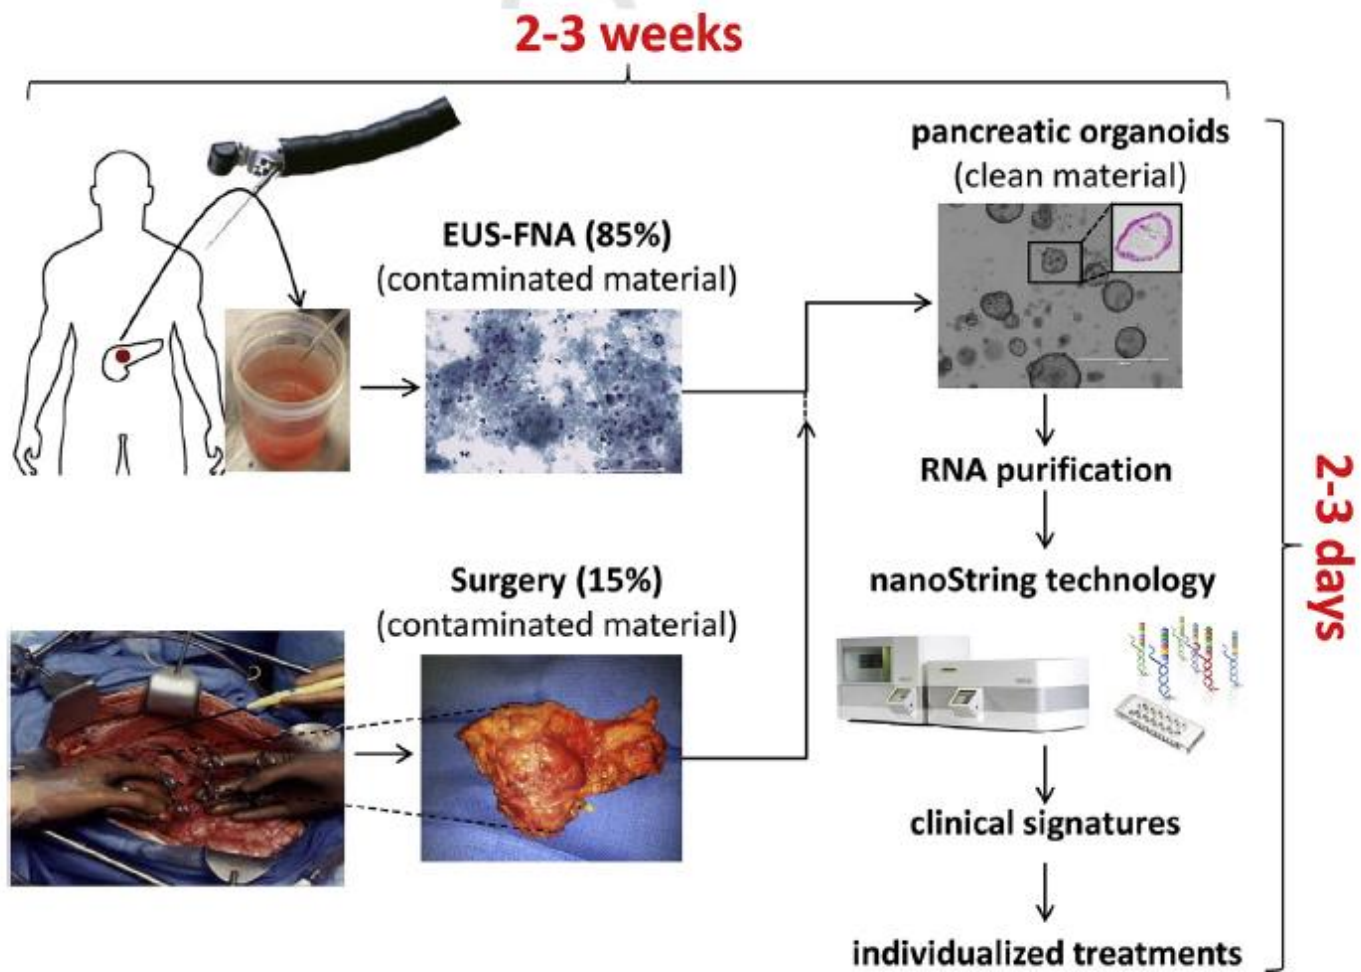 2-3 weeks
pancreatic organoids
(clean material)
EUS-FNA (85%)
(contaminated material)
RNA purification
nanoString technology
Surgery (15%)
(contaminated material)
clinical signatures
individualized treatments
2-3 days